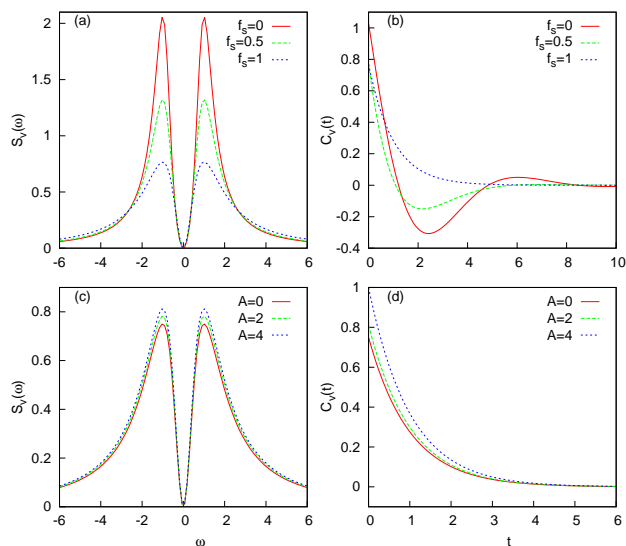 (a)
f_s=0
f_s=0.5
f_s=1
S_V(ω)
2
1.5
1
0.5
0
-6 -4 -2 0 2 4 6
(b)
f_s=0
f_s=0.5
f_s=1
C_V(t)
1
0.8
0.6
0.4
0.2
0
-0.2
-0.4
0 2 4 6 8 10
(c)
A=0
A=2
A=4
S_V(ω)
0.8
0.6
0.4
0.2
0
-6 -4 -2 0 2 4 6
ω
(d)
A=0
A=2
A=4
C_V(t)
1
0.8
0.6
0.4
0.2
0
0 1 2 3 4 5 6
t